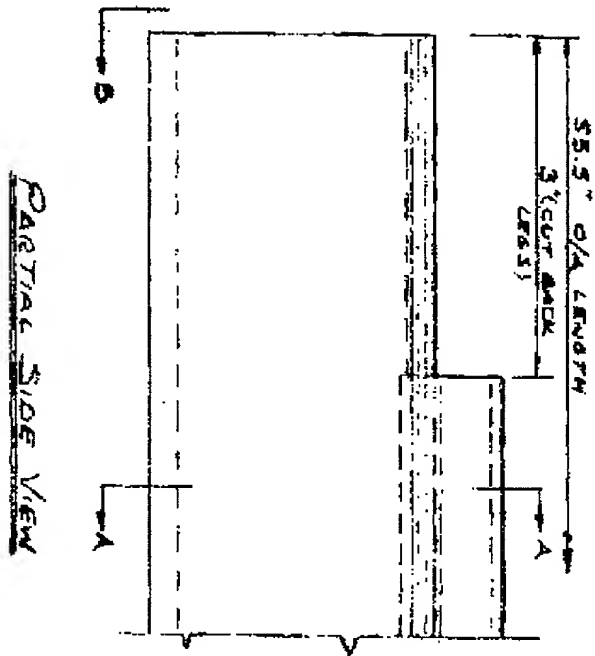 55.5" O/A LENGTH
3" (CUT BACK
LEGS)
B
A
A
PARTIAL SIDE VIEW